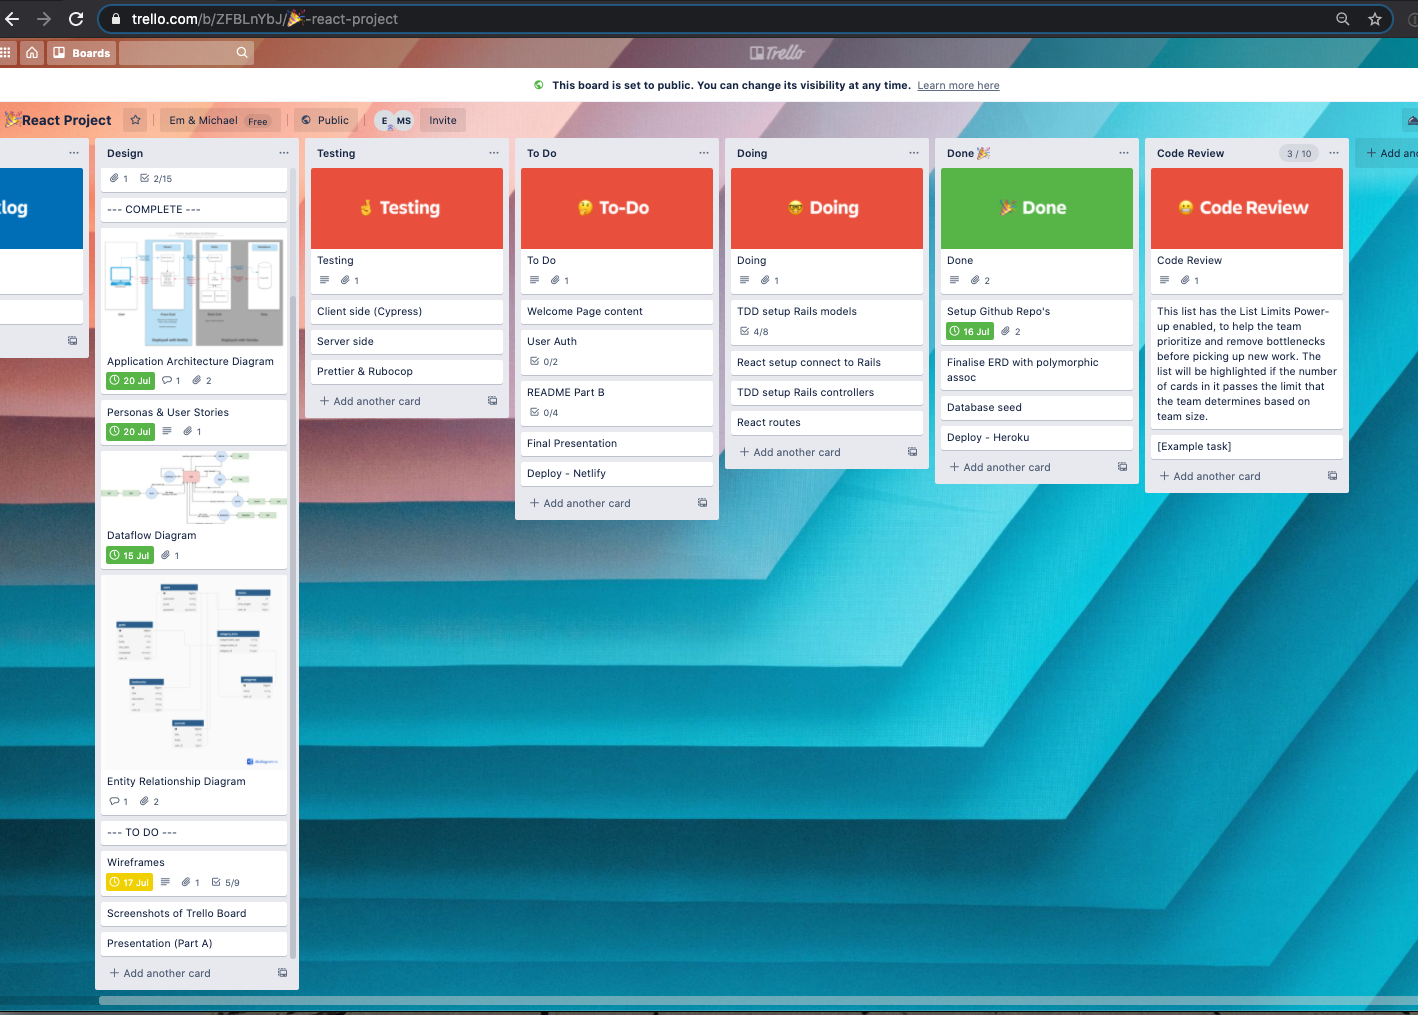 trello.com/b/ZFBLnYbJ/🎉-react-project
Boards
Trello
This board is set to public. You can change its visibility at any time. Learn more here
🎉React Project
Em & Michael Free
Public
E MS
Invite
log
Design
1 2/15
--- COMPLETE ---
Application Architecture Diagram
20 Jul 1 2
Personas & User Stories
20 Jul 1
Dataflow Diagram
15 Jul 1
Entity Relationship Diagram
1 2
--- TO DO ---
Wireframes
17 Jul 1 5/9
Screenshots of Trello Board
Presentation (Part A)
+ Add another card
Testing
🤞 Testing
Testing
1
Client side (Cypress)
Server side
Prettier & Rubocop
+ Add another card
To Do
🤔 To-Do
To Do
1
Welcome Page content
User Auth
0/2
README Part B
0/4
Final Presentation
Deploy - Netlify
+ Add another card
Doing
🤓 Doing
Doing
1
TDD setup Rails models
4/8
React setup connect to Rails
TDD setup Rails controllers
React routes
+ Add another card
Done 🎉
🎉 Done
Done
2
Setup Github Repo's
16 Jul 2
Finalise ERD with polymorphic
assoc
Database seed
Deploy - Heroku
+ Add another card
Code Review 3 / 10
😬 Code Review
Code Review
1
This list has the List Limits Power-
up enabled, to help the team
prioritize and remove bottlenecks
before picking up new work. The
list will be highlighted if the number
of cards in it passes the limit that
the team determines based on
team size.
[Example task]
+ Add another card
+ Add ano